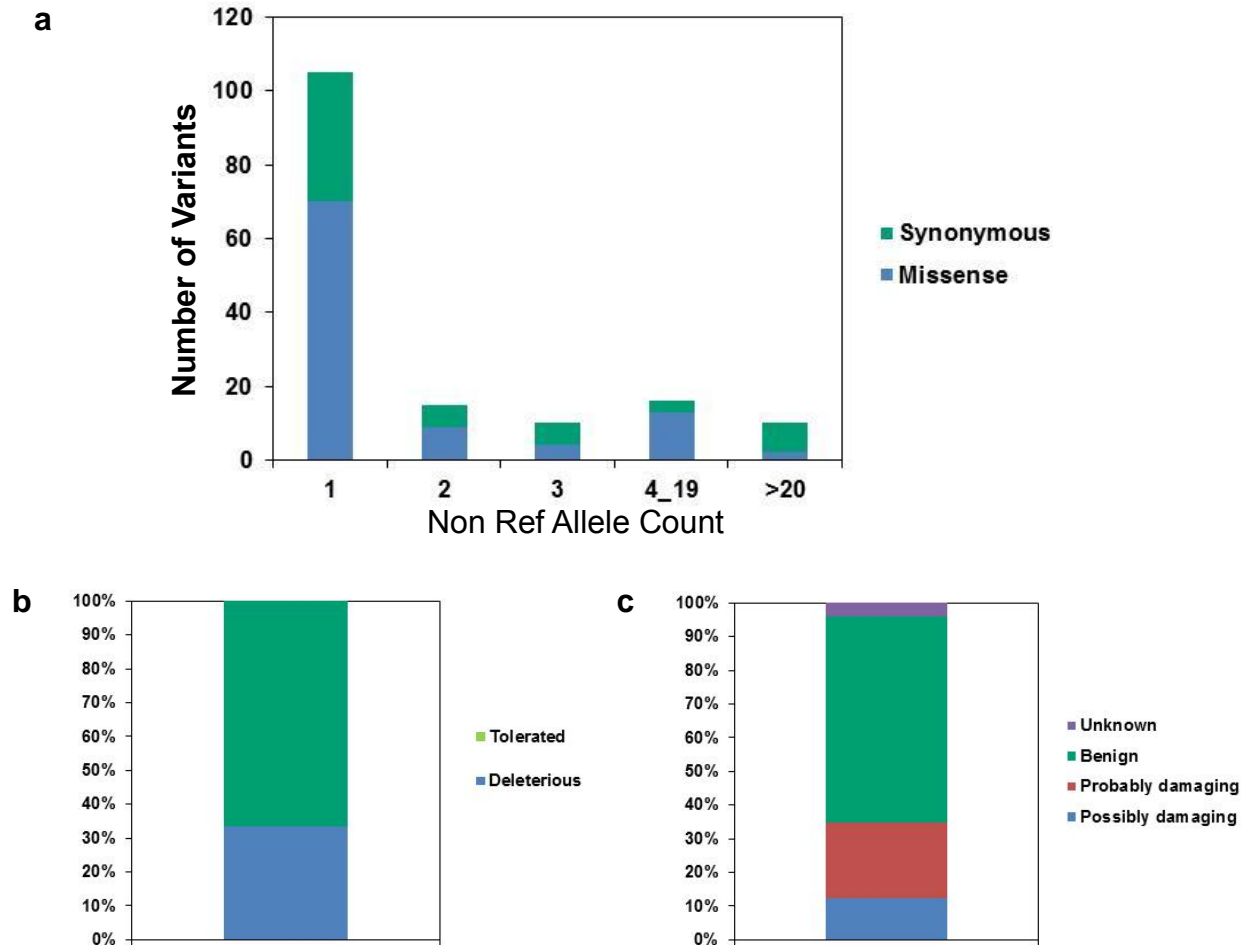 a
120
100
80
60
40
20
0
Number of Variants
1 2 3 4_19 >20
Non Ref Allele Count
Synonymous
Missense
b
100%
90%
80%
70%
60%
50%
40%
30%
20%
10%
0%
Tolerated
Deleterious
c
100%
90%
80%
70%
60%
50%
40%
30%
20%
10%
0%
Unknown
Benign
Probably damaging
Possibly damaging